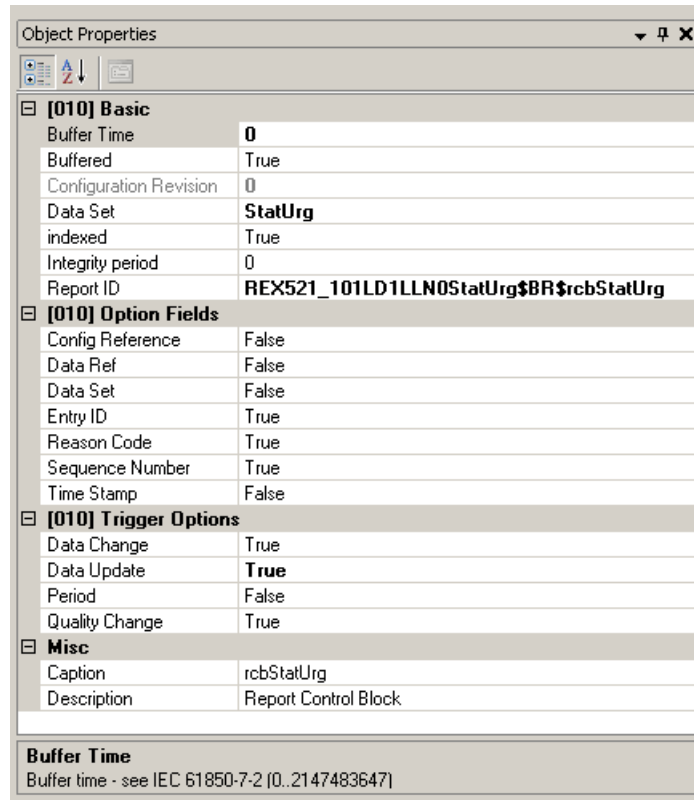 Object Properties
[010] Basic
Buffer Time 0
Buffered True
Configuration Revision 0
Data Set StatUrg
indexed True
Integrity period 0
Report ID REX521_101LD1LLN0StatUrg$BR$rcbStatUrg
[010] Option Fields
Config Reference False
Data Ref False
Data Set False
Entry ID True
Reason Code True
Sequence Number True
Time Stamp False
[010] Trigger Options
Data Change True
Data Update True
Period False
Quality Change True
Misc
Caption rcbStatUrg
Description Report Control Block
Buffer Time
Buffer time - see IEC 61850-7-2 (0..2147483647)